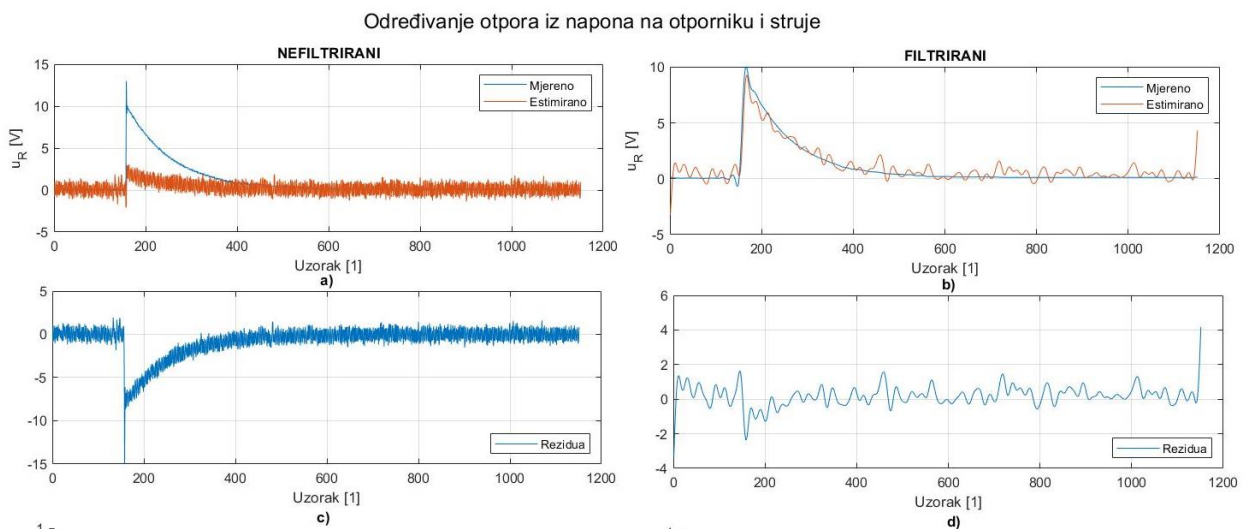 Određivanje otpora iz napona na otporniku i struje
NEFILTRIRANI
15
10
5
0
-5
u_R [V]
Mjereno
Estimirano
0 200 400 600 800 1000 1200
Uzorak [1]
a)
FILTRIRANI
10
5
0
-5
u_R [V]
Mjereno
Estimirano
0 200 400 600 800 1000 1200
Uzorak [1]
b)
5
0
-5
-10
-15
Rezidua
0 200 400 600 800 1000 1200
Uzorak [1]
c)
6
4
2
0
-2
-4
Rezidua
0 200 400 600 800 1000 1200
Uzorak [1]
d)
1